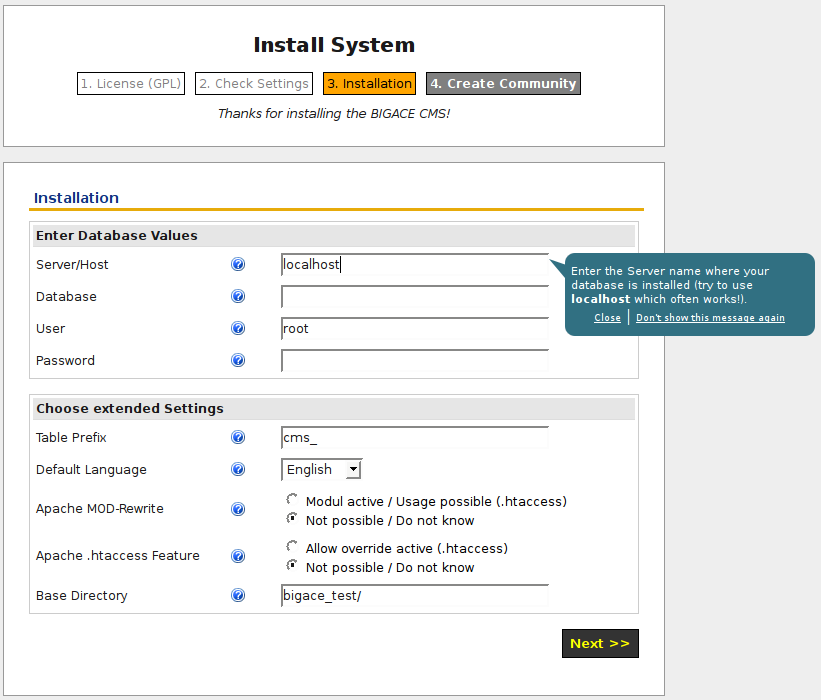 Install System
1. License (GPL) 2. Check Settings 3. Installation 4. Create Community
Thanks for installing the BIGACE CMS!
Installation
Enter Database Values
Server/Host ? localhost
Enter the Server name where your
database is installed (try to use
localhost which often works!).
Close | Don't show this message again
Database ?
User ? root
Password ?
Choose extended Settings
Table Prefix ? cms_
Default Language ? English
Apache MOD-Rewrite ? Modul active / Usage possible (.htaccess)
Not possible / Do not know
Apache .htaccess Feature ? Allow override active (.htaccess)
Not possible / Do not know
Base Directory ? bigace_test/
Next >>